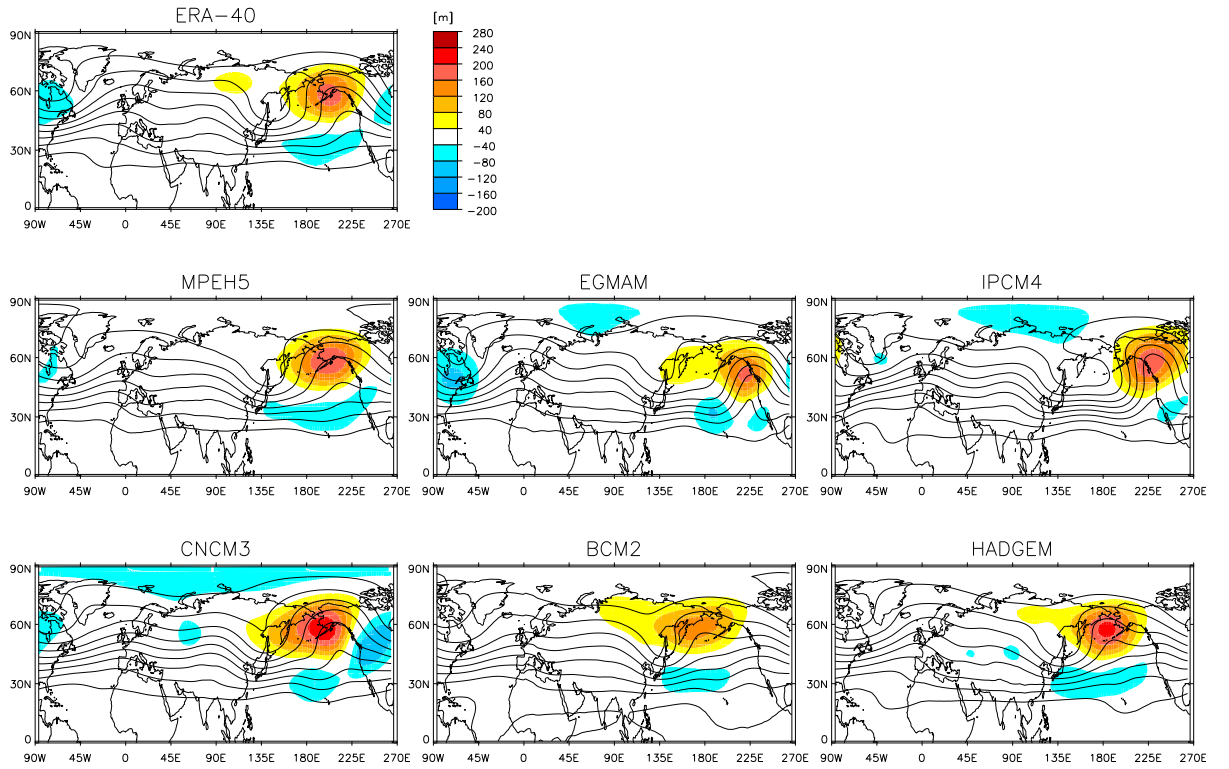 ERA−40
[m]
90N
60N
30N
0
90W 45W 0 45E 90E 135E 180E 225E 270E
280
240
200
160
120
80
40
−40
−80
−120
−160
−200
MPEH5 EGMAM IPCM4
90N 90N 90N
60N 60N 60N
30N 30N 30N
0 0 0
90W 45W 0 45E 90E 135E 180E 225E 270E 90W 45W 0 45E 90E 135E 180E 225E 270E 90W 45W 0 45E 90E 135E 180E 225E 270E
CNCM3 BCM2 HADGEM
90N 90N 90N
60N 60N 60N
30N 30N 30N
0 0 0
90W 45W 0 45E 90E 135E 180E 225E 270E 90W 45W 0 45E 90E 135E 180E 225E 270E 90W 45W 0 45E 90E 135E 180E 225E 270E